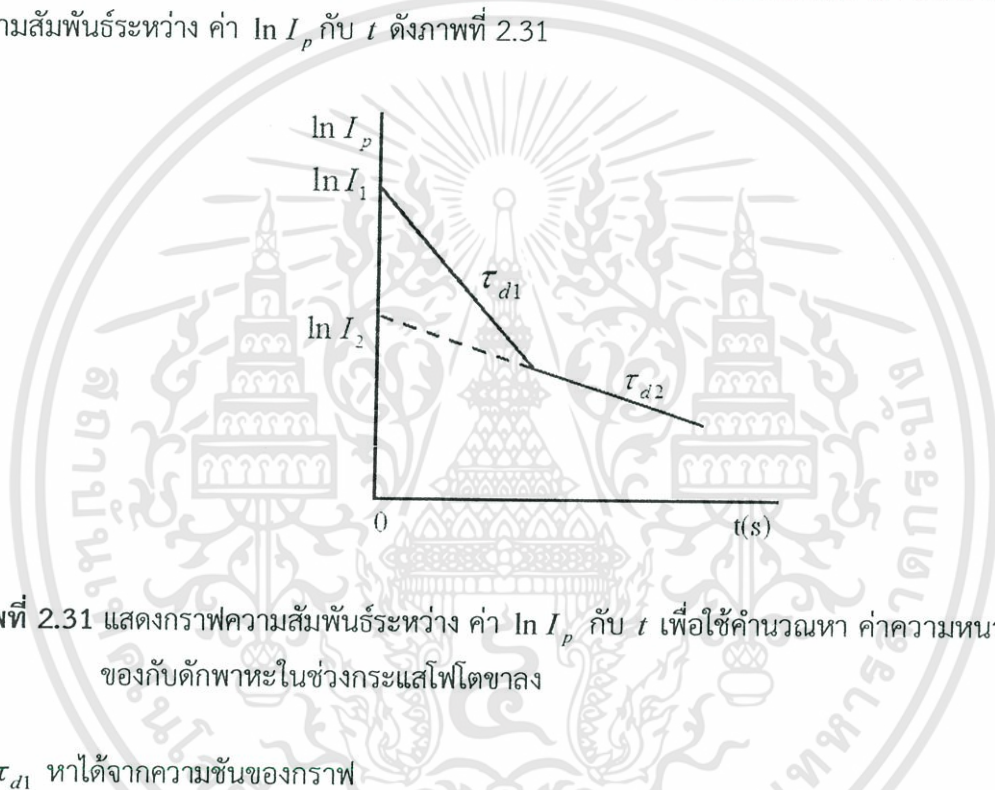 ามสัมพันธ์ระหว่าง ค่า ln I_p กับ t ดังภาพที่ 2.31
ln I_p
ln I_1
τ_d1
ln I_2
τ_d2
0
t(s)
พที่ 2.31 แสดงกราฟความสัมพันธ์ระหว่าง ค่า ln I_p กับ t เพื่อใช้คำนวณหา ค่าความหนา
ของกับดักพาหะในช่วงกระแสโฟโตขาลง
τ_d1 หาได้จากความชันของกราฟ